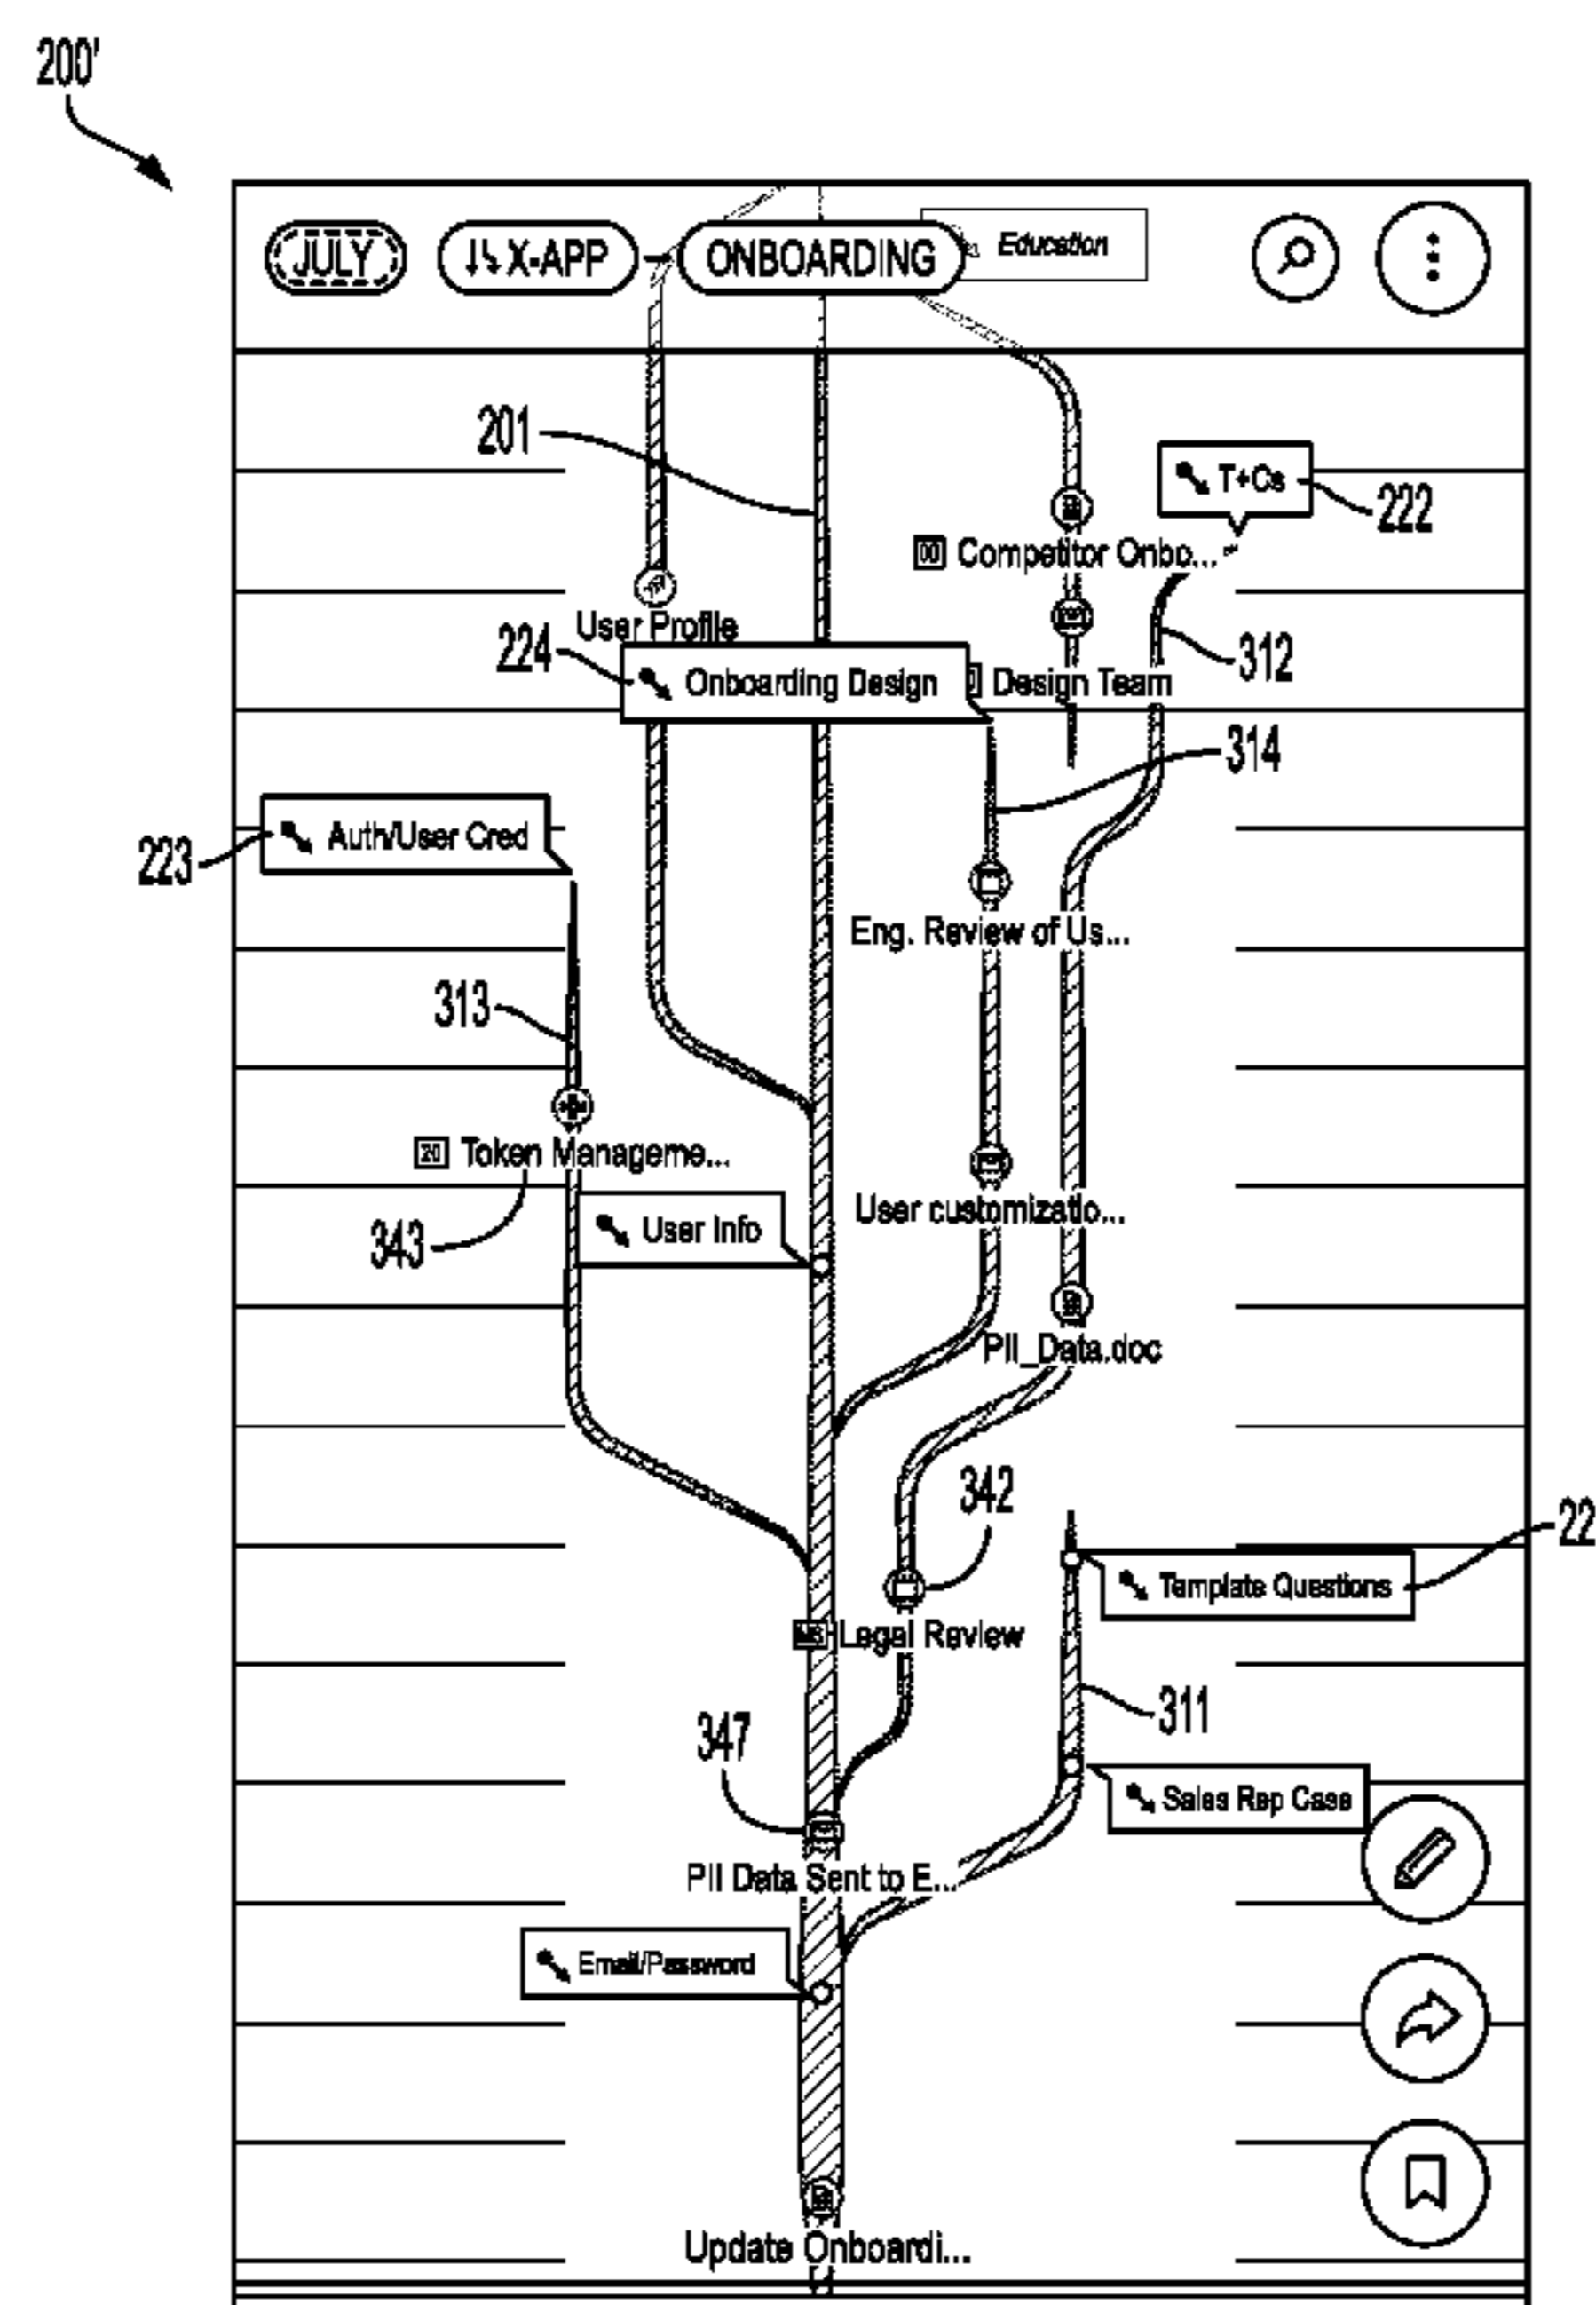 200'
JULY
X-APP
ONBOARDING
Education
201
T+Cs
222
Competitor Onbo...
User Profile
224
Onboarding Design
Design Team
312
314
Auth/User Cred
223
Eng. Review of Us...
313
20 Token Manageme...
343
User Info
User customizatio...
PII_Data.doc
342
22
Template Questions
Legal Review
311
347
Sales Rep Case
PII Data Sent to E...
Email/Password
Update Onboardi...